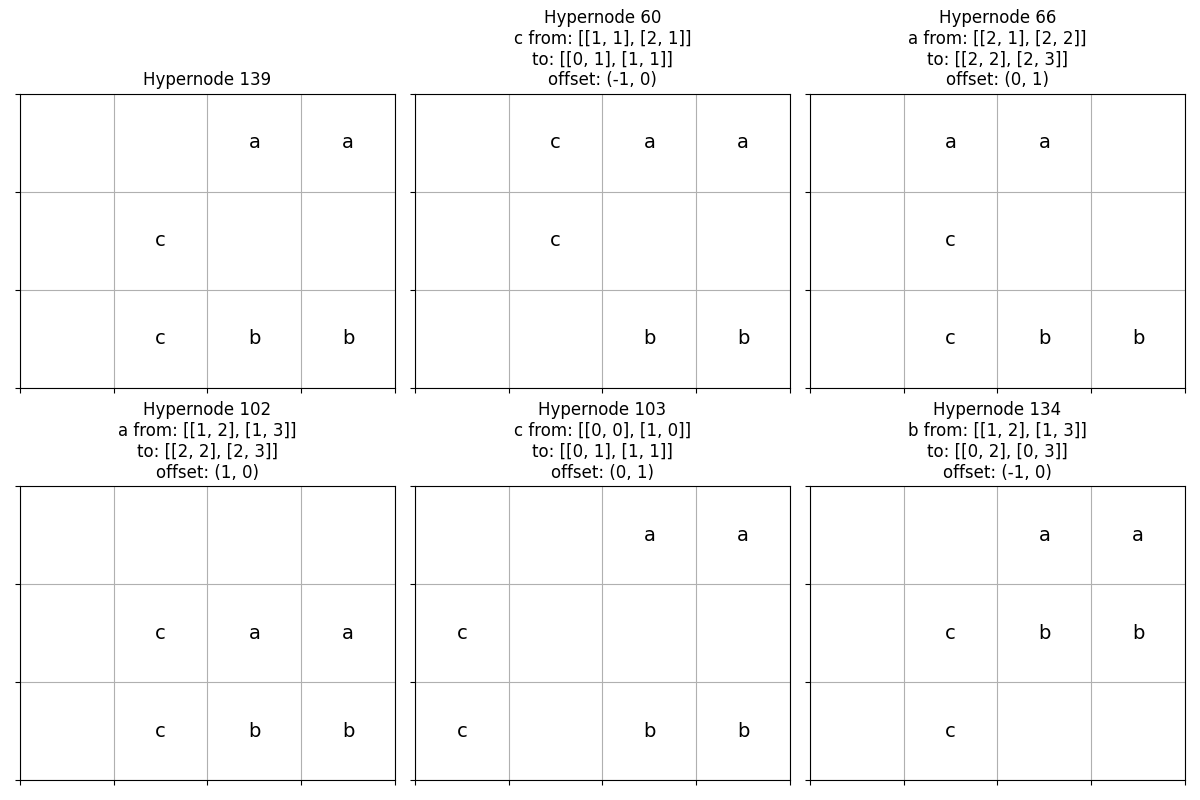 Hypernode 139
a a
c
c b b
Hypernode 60
c from: [[1, 1], [2, 1]]
to: [[0, 1], [1, 1]]
offset: (-1, 0)
c a a
c
b b
Hypernode 66
a from: [[2, 1], [2, 2]]
to: [[2, 2], [2, 3]]
offset: (0, 1)
a a
c
c b b
Hypernode 102
a from: [[1, 2], [1, 3]]
to: [[2, 2], [2, 3]]
offset: (1, 0)
c a a
c b b
Hypernode 103
c from: [[0, 0], [1, 0]]
to: [[0, 1], [1, 1]]
offset: (0, 1)
a a
c
c b b
Hypernode 134
b from: [[1, 2], [1, 3]]
to: [[0, 2], [0, 3]]
offset: (-1, 0)
a a
c b b
c